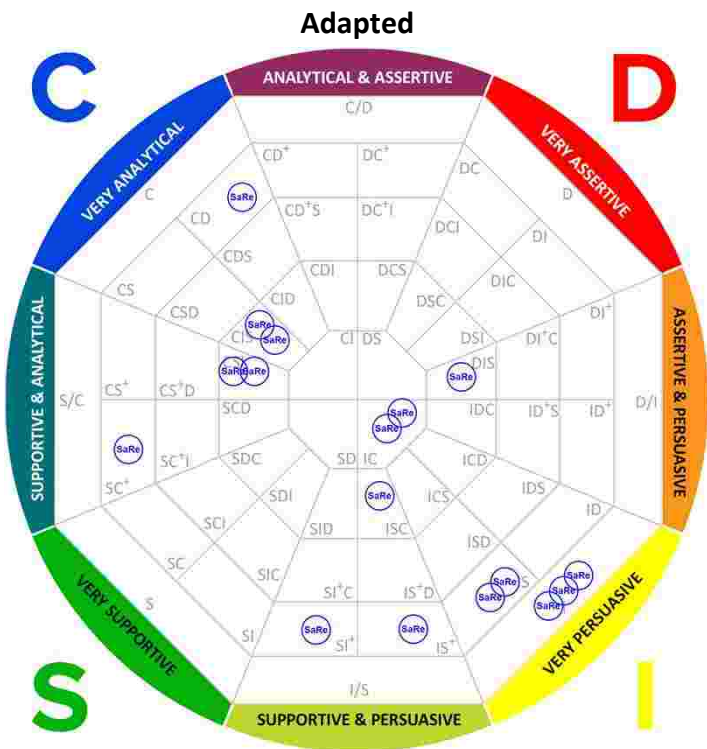 Adapted
C
D
ANALYTICAL & ASSERTIVE
VERY ANALYTICAL
VERY ASSERTIVE
C/D
CD+
DC+
C
DC
D
SaRe
CD
CD+S
DC+I
DCI
DI
CDS
CDI
DCS
DIC
CS
CID
DSC
CSD
DI+
SaRe
SaRe
CI
DS
DSI
DI+C
DIS
SaRe
SaRe
SaRe
SUPPORTIVE & ANALYTICAL
ASSERTIVE & PERSUASIVE
S/C
CS+
CS+D
SCD
IDC
ID+S
ID+
D/I
SaRe
SaRe
SaRe
SC+I
SDC
SD
IC
ICD
SC+
SDI
SaRe
ICS
IDS
ID
SCI
SID
ISC
ISD
SC
SIC
SI+C
IS+D
SaRe
SaRe
S
SaRe
SaRe
SaRe
S
SaRe
SaRe
SI
SI+
IS+
VERY SUPPORTIVE
VERY PERSUASIVE
I/S
S
I
SUPPORTIVE & PERSUASIVE